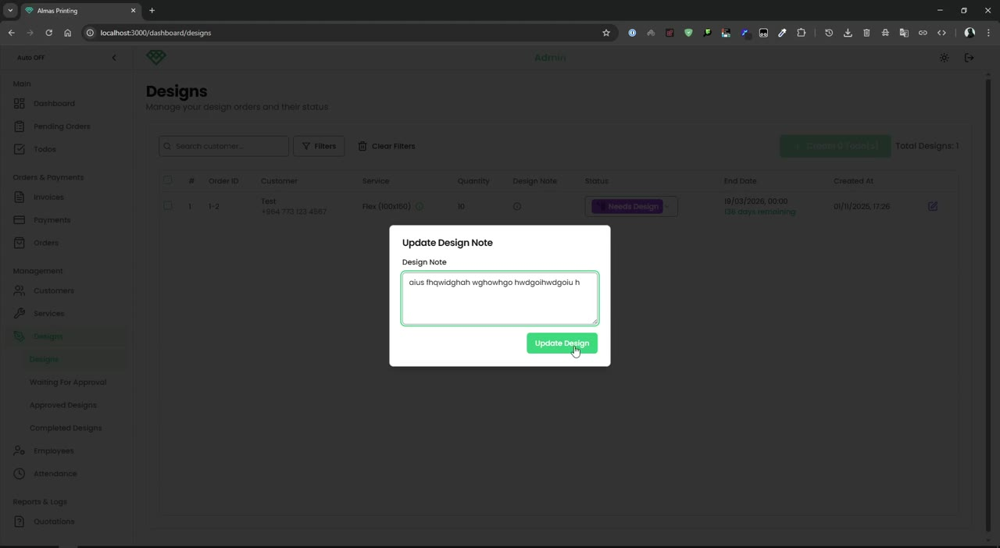 Almas Printing
localhost:3000/dashboard/designs
Auto OFF
Admin
Main
Dashboard
Pending Orders
Todos
Orders & Payments
Invoices
Payments
Orders
Management
Customers
Services
Designs
Designs
Waiting For Approval
Approved Designs
Completed Designs
Employees
Attendance
Reports & Logs
Quotations
Designs
Manage your design orders and their status
Search customer...
Filters
Clear Filters
+ Create 0 Todo(s)
Total Designs: 1
# Order ID Customer Service Quantity Design Note Status End Date Created At
1 1-2 Test Flex (100x150) 10 Needs Design 19/03/2026, 00:00 01/11/2025, 17:26
+964 773 123 4567 138 days remaining
Update Design Note
Design Note
aius fhqwidghah wghowhgo hwdgoihwdgoiu h
Update Design